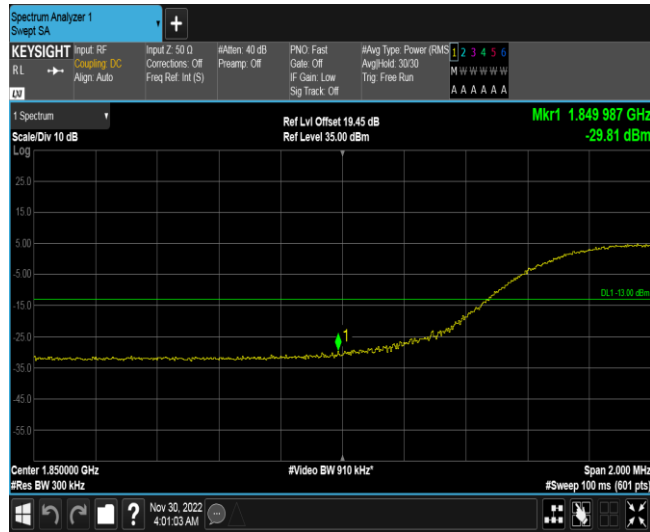 Spectrum Analyzer 1
Swept SA
+
KEYSIGHT
RL
LXI
Input: RF
Coupling: DC
Align: Auto
Input Z: 50 Ω
Corrections: Off
Freq Ref: Int (S)
#Atten: 40 dB
Preamp: Off
PNO: Fast
Gate: Off
IF Gain: Low
Sig Track: Off
#Avg Type: Power (RMS
Avg|Hold: 30/30
Trig: Free Run
1 2 3 4 5 6
M W W W W W
A A A A A A
1 Spectrum
Scale/Div 10 dB
Log
Ref Lvl Offset 19.45 dB
Ref Level 35.00 dBm
Mkr1 1.849 987 GHz
-29.81 dBm
25.0
15.0
5.00
-5.00
-15.0
-25.0
-35.0
-45.0
-55.0
DL1 -13.00 dBm
1
Center 1.850000 GHz
#Res BW 300 kHz
#Video BW 910 kHz*
Span 2.000 MHz
#Sweep 100 ms (601 pts)
?
Nov 30, 2022
4:01:03 AM